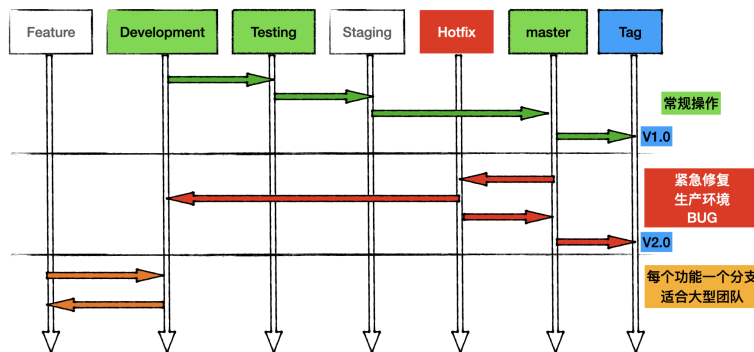 Feature
Development
Testing
Staging
Hotfix
master
Tag
常规操作
V1.0
紧急修复
生产环境
BUG
V2.0
每个功能一个分支
适合大型团队